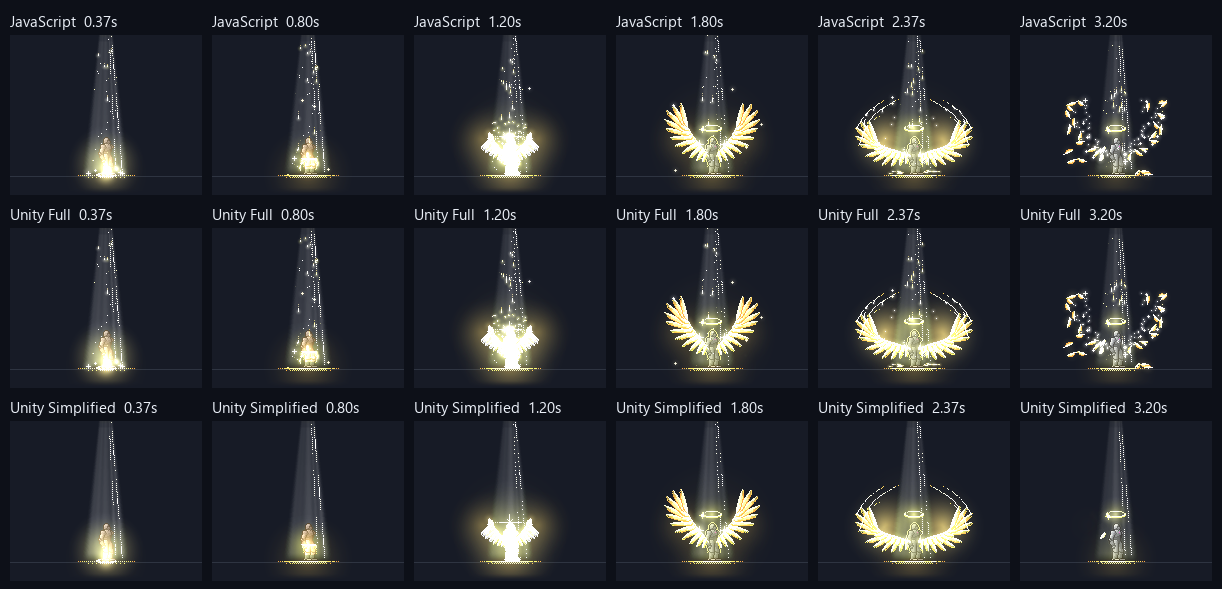 JavaScript 0.37s
JavaScript 0.80s
JavaScript 1.20s
JavaScript 1.80s
JavaScript 2.37s
JavaScript 3.20s
Unity Full 0.37s
Unity Full 0.80s
Unity Full 1.20s
Unity Full 1.80s
Unity Full 2.37s
Unity Full 3.20s
Unity Simplified 0.37s
Unity Simplified 0.80s
Unity Simplified 1.20s
Unity Simplified 1.80s
Unity Simplified 2.37s
Unity Simplified 3.20s